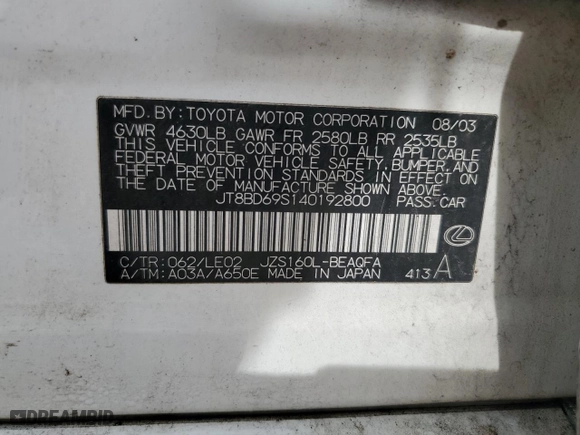 MFD. BY: TOYOTA MOTOR CORPORATION 08/03
GVWR 4630LB GAWR FR 2580LB RR 2535LB
THIS VEHICLE CONFORMS TO ALL APPLICABLE
FEDERAL MOTOR VEHICLE SAFETY, BUMPER, AND
THEFT PREVENTION STANDARDS IN EFFECT ON
THE DATE OF MANUFACTURE SHOWN ABOVE.
JT8BD69S140192800 PASS. CAR
C/TR: 062/LE02 JZS160L-BEAQFA
A/TM: A03A/A650E MADE IN JAPAN 413 A
DREAMBID